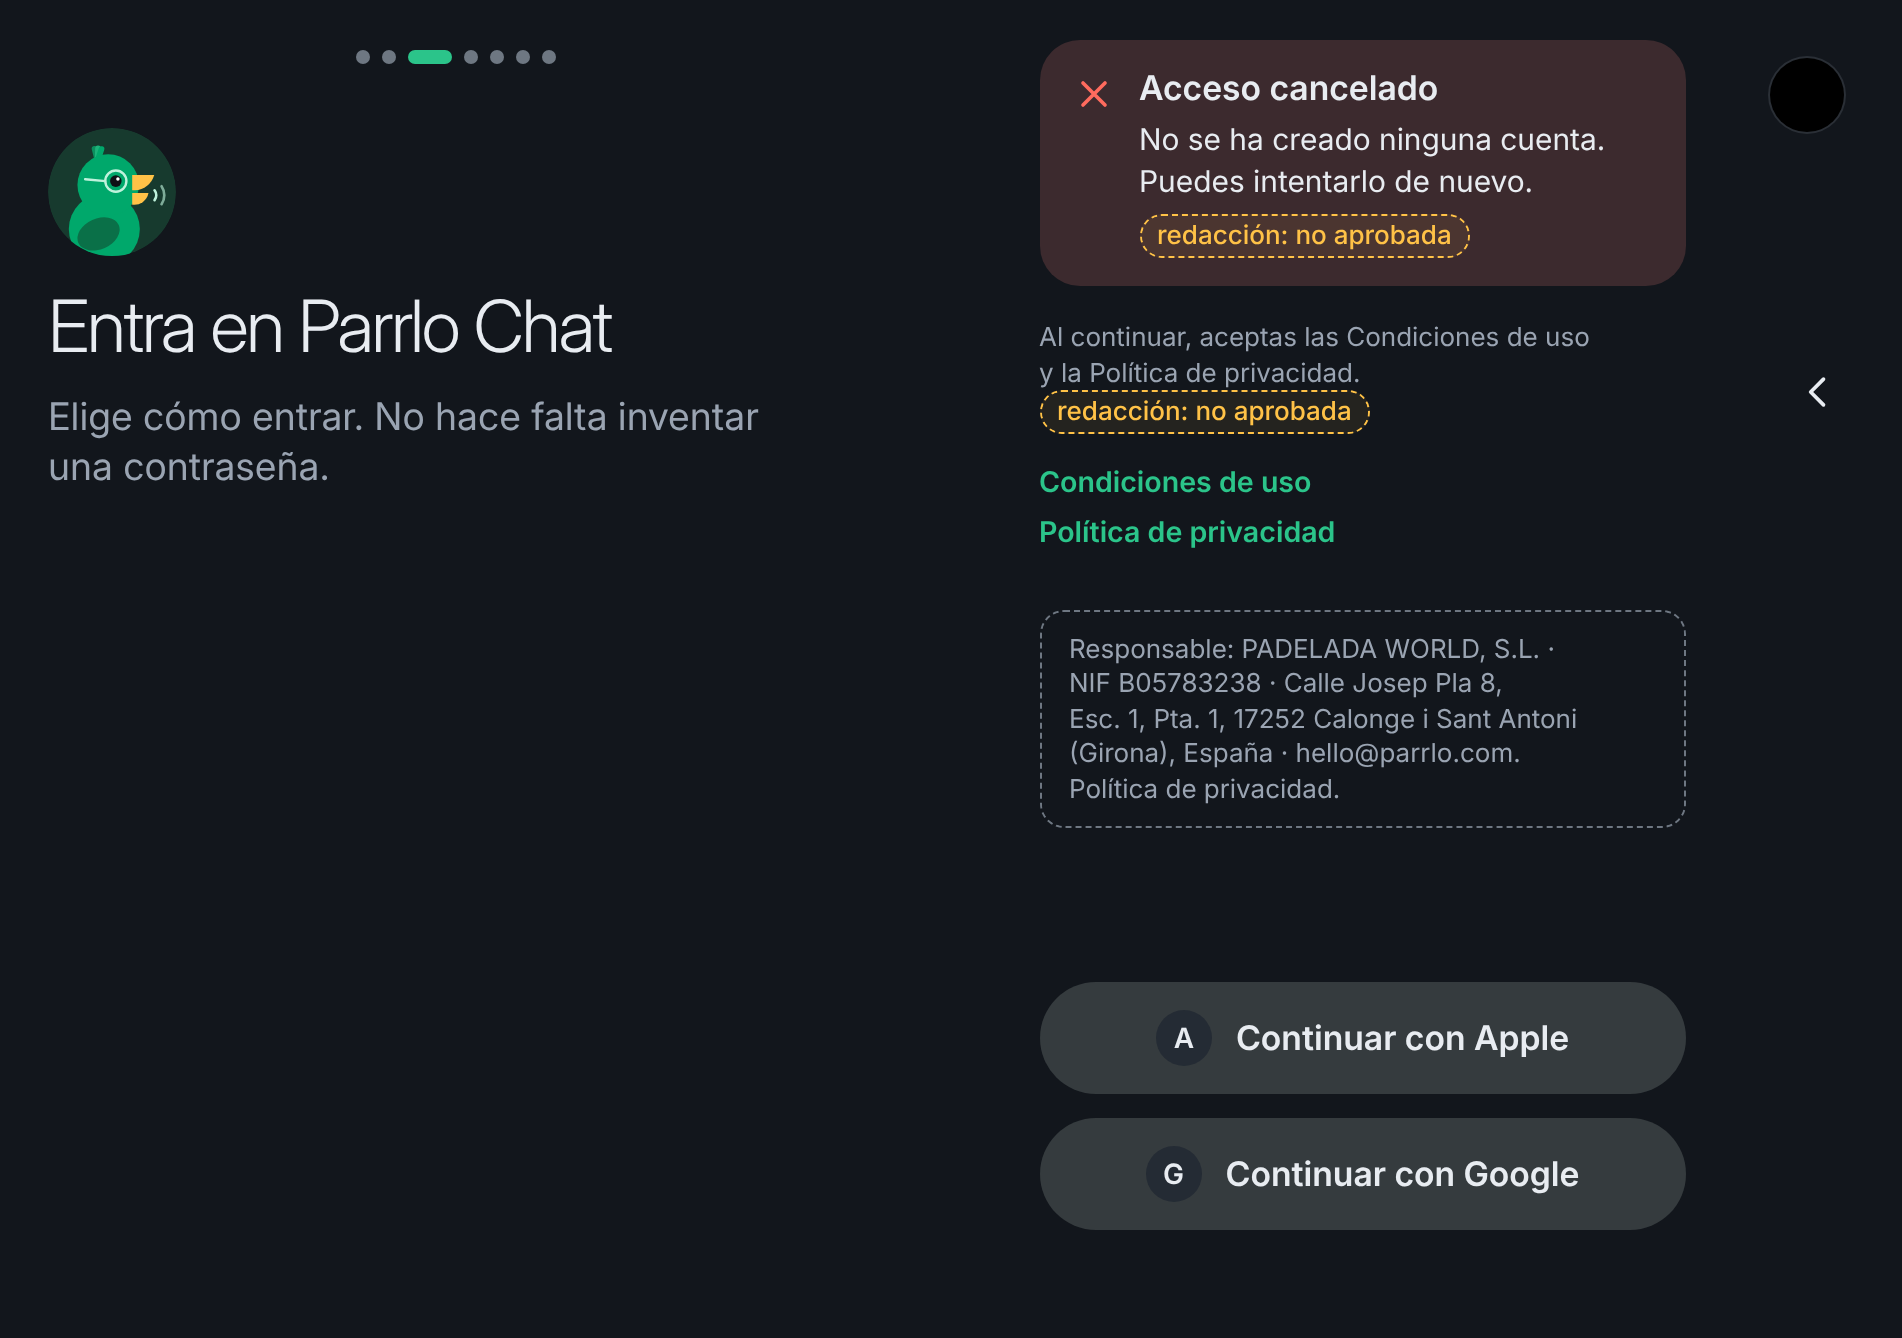 Entra en Parrlo Chat
Elige cómo entrar. No hace falta inventar
una contraseña.
Acceso cancelado
No se ha creado ninguna cuenta.
Puedes intentarlo de nuevo.
redacción: no aprobada
Al continuar, aceptas las Condiciones de uso
y la Política de privacidad.
redacción: no aprobada
Condiciones de uso
Política de privacidad
Responsable: PADELADA WORLD, S.L. ·
NIF B05783238 · Calle Josep Pla 8,
Esc. 1, Pta. 1, 17252 Calonge i Sant Antoni
(Girona), España · hello@parrlo.com.
Política de privacidad.
A Continuar con Apple
G Continuar con Google